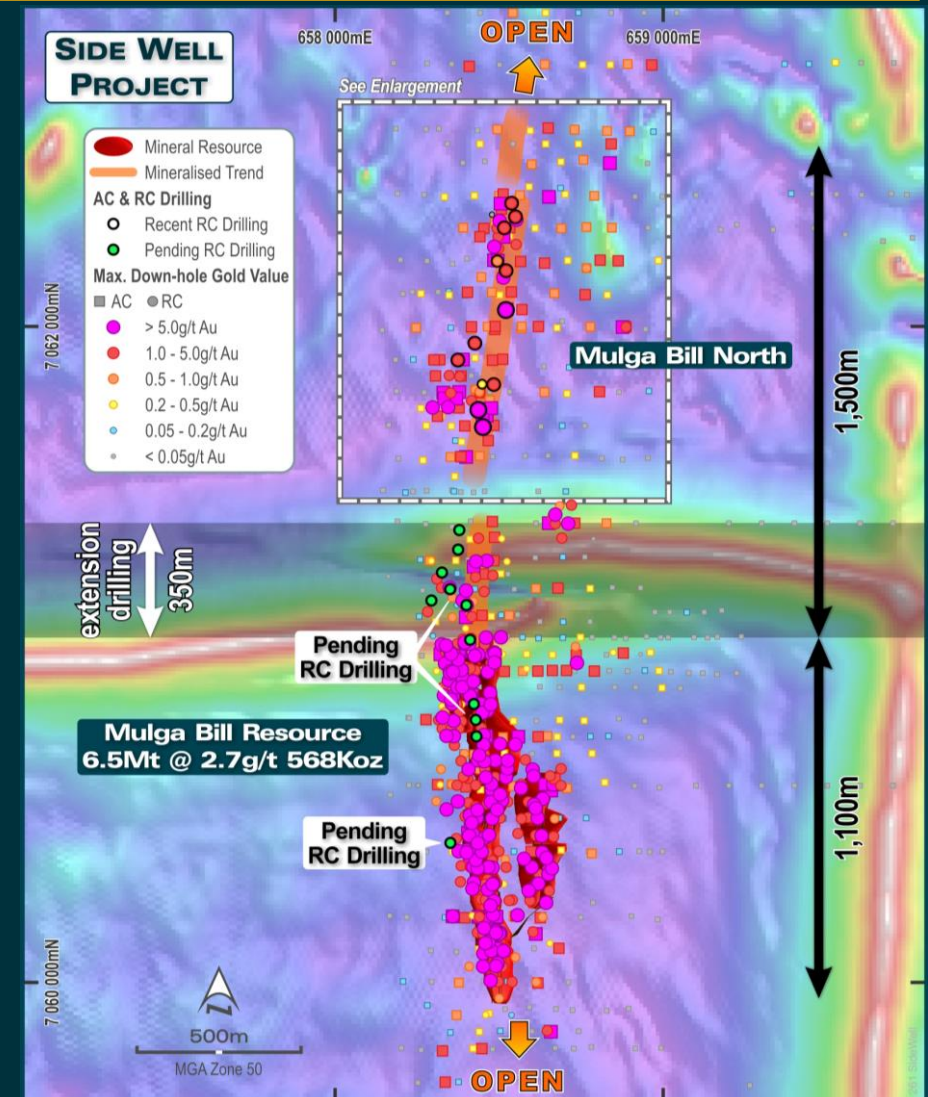 SIDE WELL
PROJECT
658 000mE
OPEN
659 000mE
See Enlargement
Mineral Resource
Mineralised Trend
AC & RC Drilling
Recent RC Drilling
Pending RC Drilling
Max. Down-hole Gold Value
AC RC
> 5.0g/t Au
1.0 - 5.0g/t Au
0.5 - 1.0g/t Au
0.2 - 0.5g/t Au
0.05 - 0.2g/t Au
< 0.05g/t Au
7 062 000mN
Mulga Bill North
1,500m
extension
drilling
350m
Pending
RC Drilling
Mulga Bill Resource
6.5Mt @ 2.7g/t 568Koz
Pending
RC Drilling
1,100m
7 060 000mN
500m
MGA Zone 50
OPEN